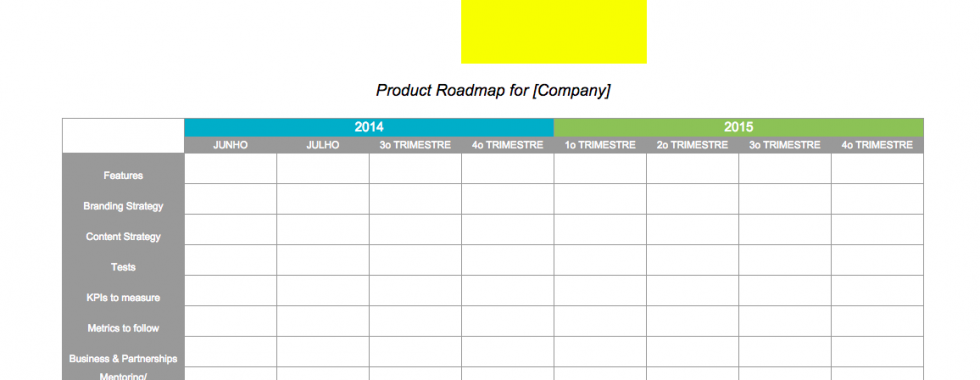 Product Roadmap for [Company]
2014 2015
JUNHO JULHO 3o TRIMESTRE 4o TRIMESTRE 1o TRIMESTRE 2o TRIMESTRE 3o TRIMESTRE 4o TRIMESTRE
Features
Branding Strategy
Content Strategy
Tests
KPIs to measure
Metrics to follow
Business & Partnerships
Mentoring/